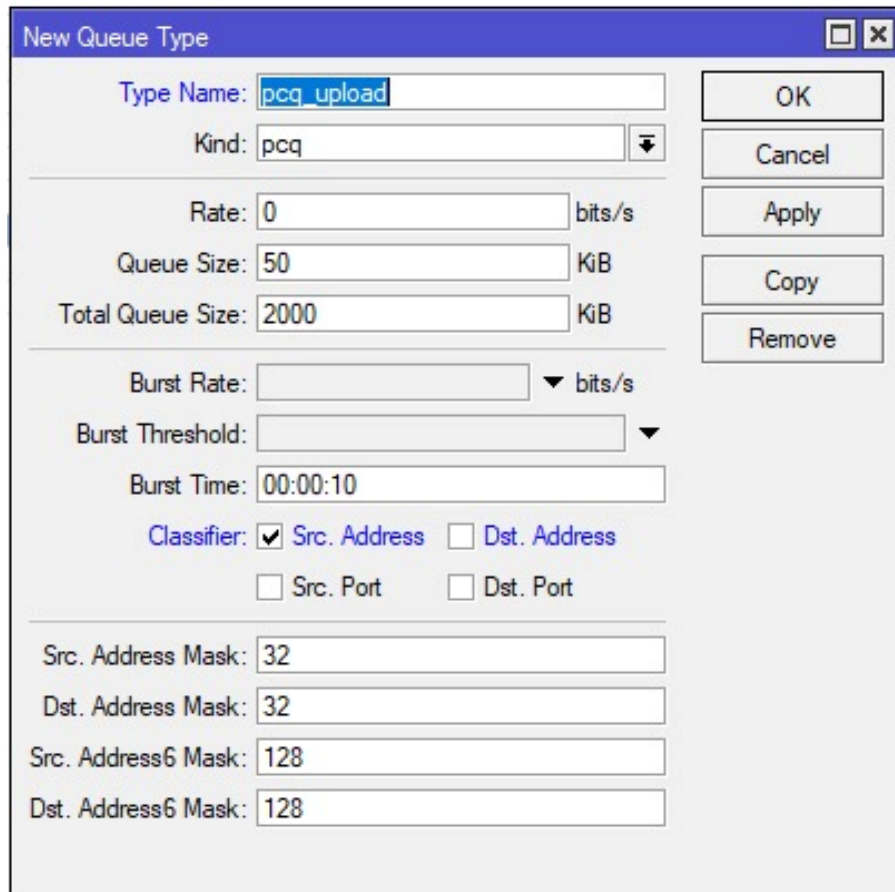 New Queue Type
Type Name: pcq_upload
OK
Kind: pcq
Cancel
Rate: 0 bits/s
Apply
Queue Size: 50 KiB
Copy
Total Queue Size: 2000 KiB
Remove
Burst Rate: bits/s
Burst Threshold:
Burst Time: 00:00:10
Classifier: Src. Address Dst. Address
Src. Port Dst. Port
Src. Address Mask: 32
Dst. Address Mask: 32
Src. Address6 Mask: 128
Dst. Address6 Mask: 128